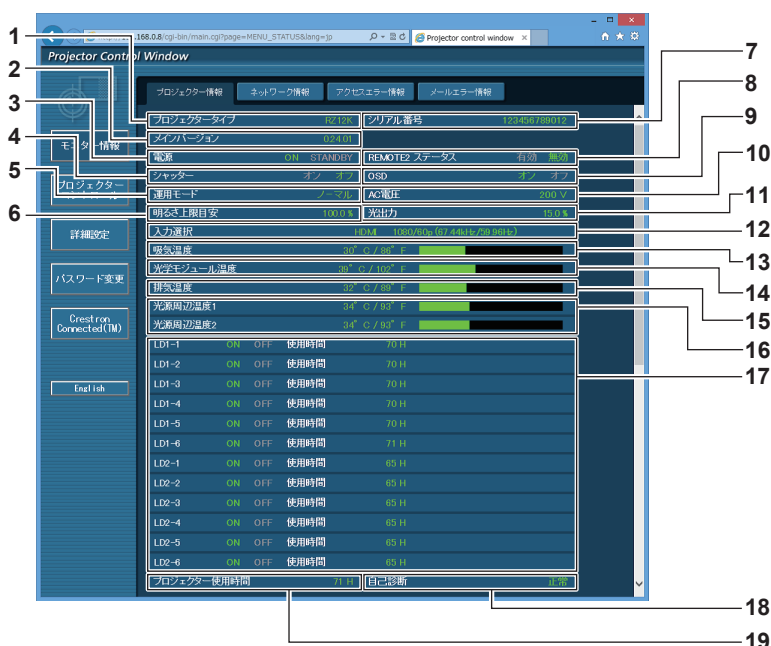 168.0.8/cgi-bin/main.cgi?page=MENU_STATUS&lang=jp
Projector control window ×
Projector Control Window
プロジェクター情報 ネットワーク情報 アクセスエラー情報 メールエラー情報
モニター情報
プロジェクター
詳細設定
パスワード変更
Crestron
Connected(TM)
English
プロジェクタータイプ RZ12K シリアル番号 123456789012
メインバージョン 0.24.01
電源 ON STANDBY REMOTE2 ステータス 有効 無効
シャッター オン オフ OSD オン オフ
運用モード ノーマル AC電圧 200 V
明るさ上限目安 100.0 % 光出力 15.0 %
入力選択 HDMI 1080/60p (67.44kHz/59.96Hz)
吸気温度 30° C / 86° F
光学モジュール温度 39° C / 102° F
排気温度 32° C / 89° F
光源周辺温度1 34° C / 93° F
光源周辺温度2 34° C / 93° F
LD1-1 ON OFF 使用時間 70 H
LD1-2 ON OFF 使用時間 70 H
LD1-3 ON OFF 使用時間 70 H
LD1-4 ON OFF 使用時間 70 H
LD1-5 ON OFF 使用時間 70 H
LD1-6 ON OFF 使用時間 71 H
LD2-1 ON OFF 使用時間 65 H
LD2-2 ON OFF 使用時間 65 H
LD2-3 ON OFF 使用時間 65 H
LD2-4 ON OFF 使用時間 65 H
LD2-5 ON OFF 使用時間 65 H
LD2-6 ON OFF 使用時間 65 H
プロジェクター使用時間 71 H 自己診断 正常
1
2
3
4
5
6
7
8
9
10
11
12
13
14
15
16
17
18
19